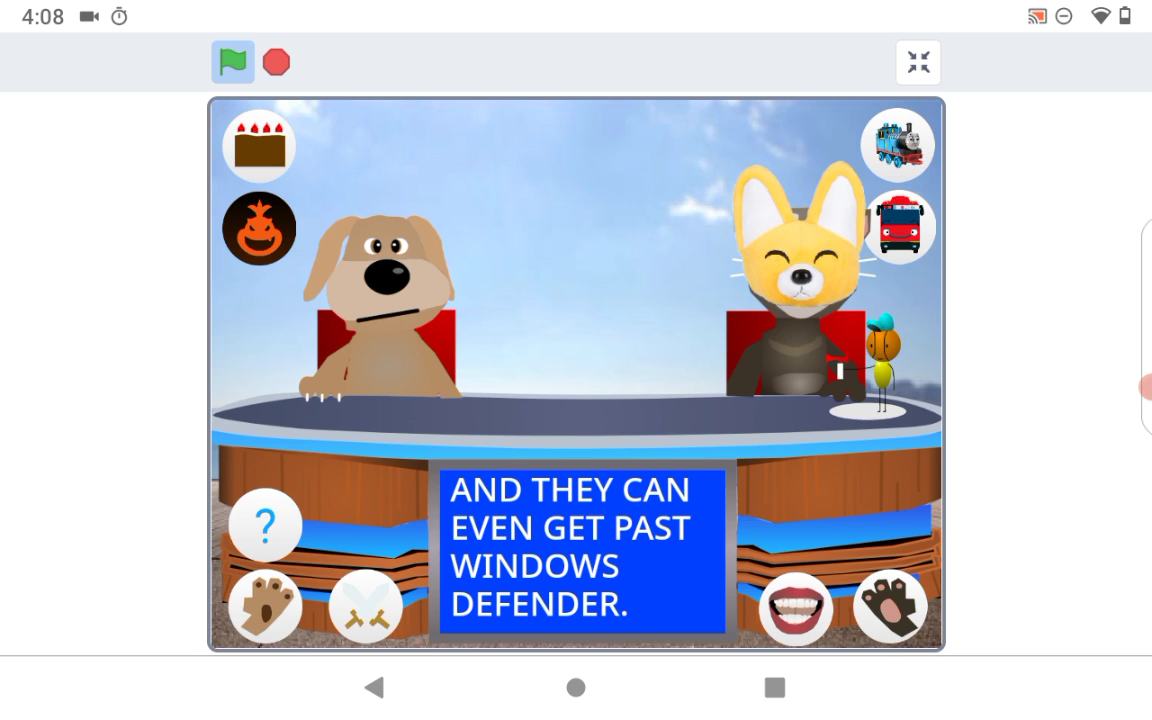 4:08
?
AND THEY CAN
EVEN GET PAST
WINDOWS
DEFENDER.